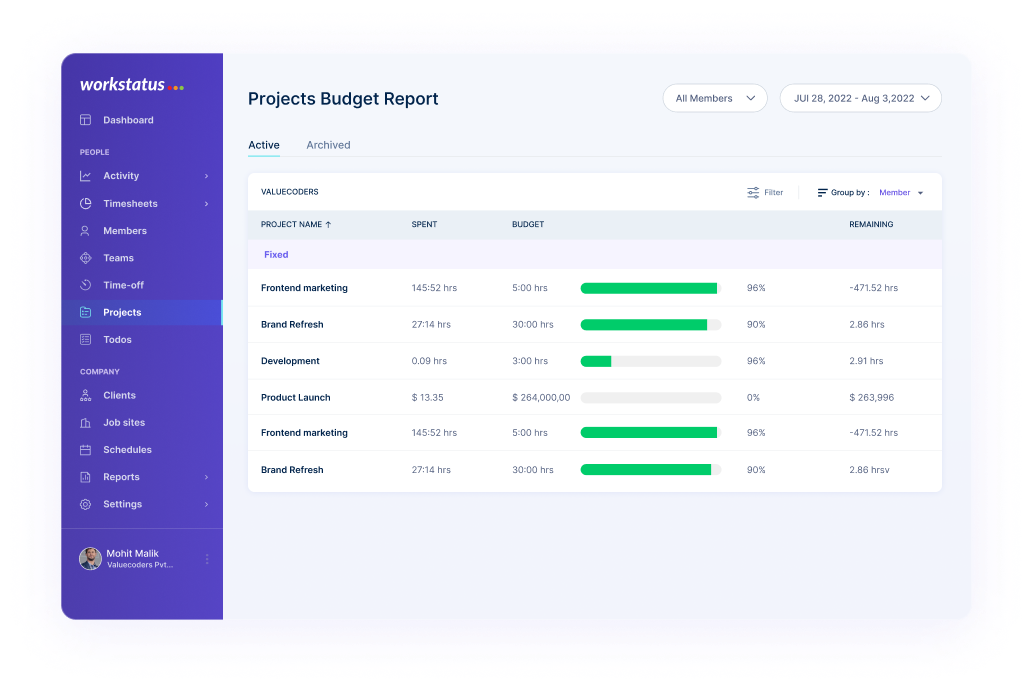 workstatus
Dashboard
PEOPLE
Activity
Timesheets
Members
Teams
Time-off
Projects
Todos
COMPANY
Clients
Job sites
Schedules
Reports
Settings
Mohit Malik
Valuecoders Pvt...
Projects Budget Report
All Members
JUl 28, 2022 - Aug 3,2022
Active Archived
VALUECODERS Filter Group by : Member
PROJECT NAME ↑ SPENT BUDGET REMAINING
Fixed
Frontend marketing 145:52 hrs 5:00 hrs 96% -471.52 hrs
Brand Refresh 27:14 hrs 30:00 hrs 90% 2.86 hrs
Development 0.09 hrs 3:00 hrs 96% 2.91 hrs
Product Launch $ 13.35 $ 264,000,00 0% $ 263,996
Frontend marketing 145:52 hrs 5:00 hrs 96% -471.52 hrs
Brand Refresh 27:14 hrs 30:00 hrs 90% 2.86 hrsv